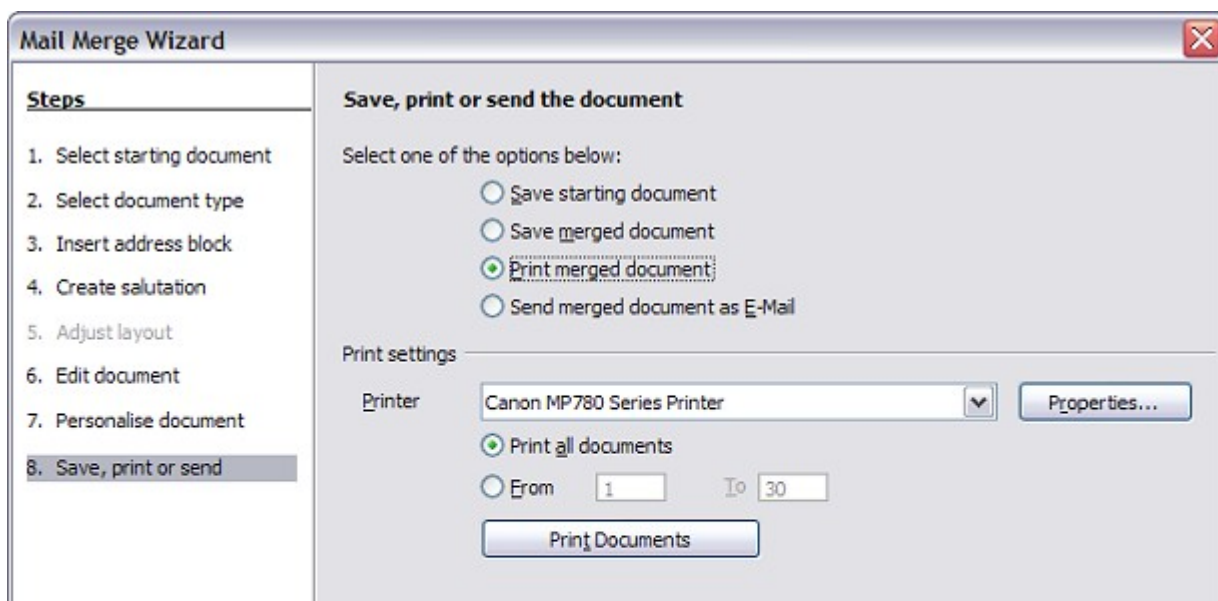 Mail Merge Wizard
Steps
1. Select starting document
2. Select document type
3. Insert address block
4. Create salutation
5. Adjust layout
6. Edit document
7. Personalise document
8. Save, print or send
Save, print or send the document
Select one of the options below:
Save starting document
Save merged document
Print merged document
Send merged document as E-Mail
Print settings
Printer Canon MP780 Series Printer Properties...
Print all documents
From 1 To 30
Print Documents